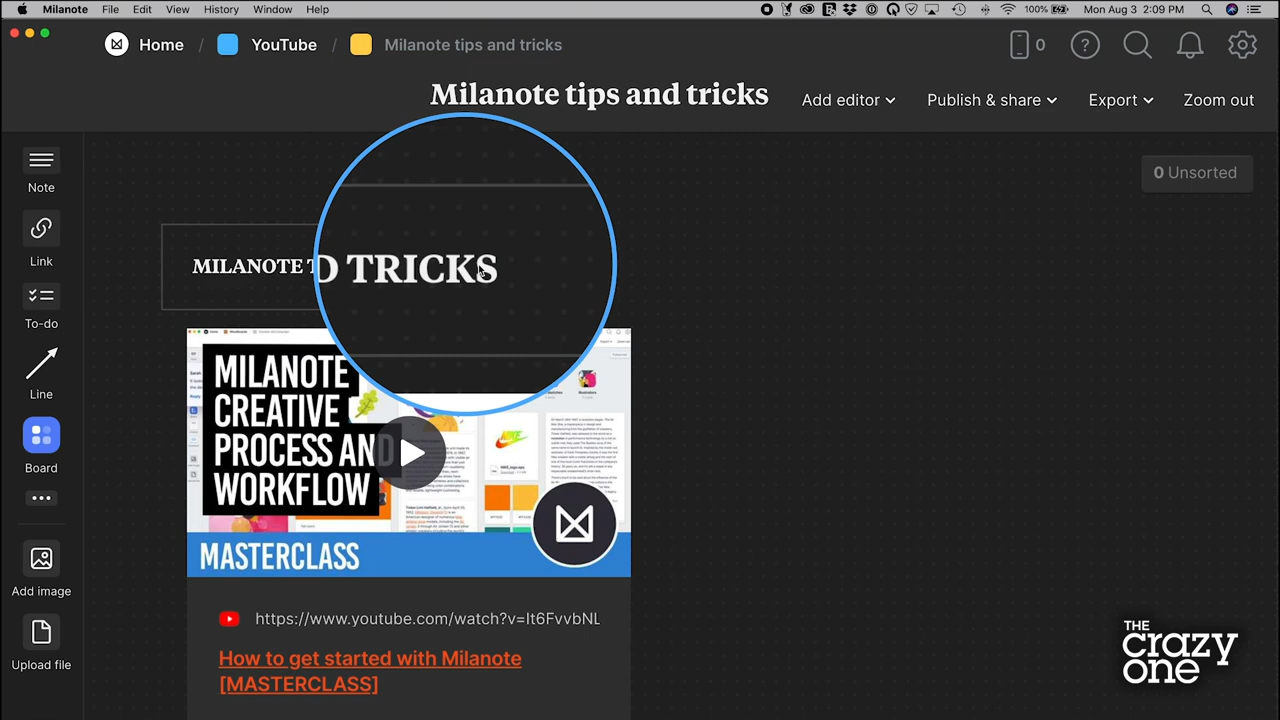 Milanote File Edit View History Window Help 100% Mon Aug 3 2:09 PM
Home / YouTube / Milanote tips and tricks 0
Milanote tips and tricks Add editor Publish & share Export Zoom out
0 Unsorted
Note
Link
To-do
Line
Board
Add image
Upload file
MILANOTE T
D TRICKS
MILANOTE
CREATIVE
PROCESS AND
WORKFLOW
MASTERCLASS
https://www.youtube.com/watch?v=It6FvvbNL
How to get started with Milanote
[MASTERCLASS]
THE
crazy
one